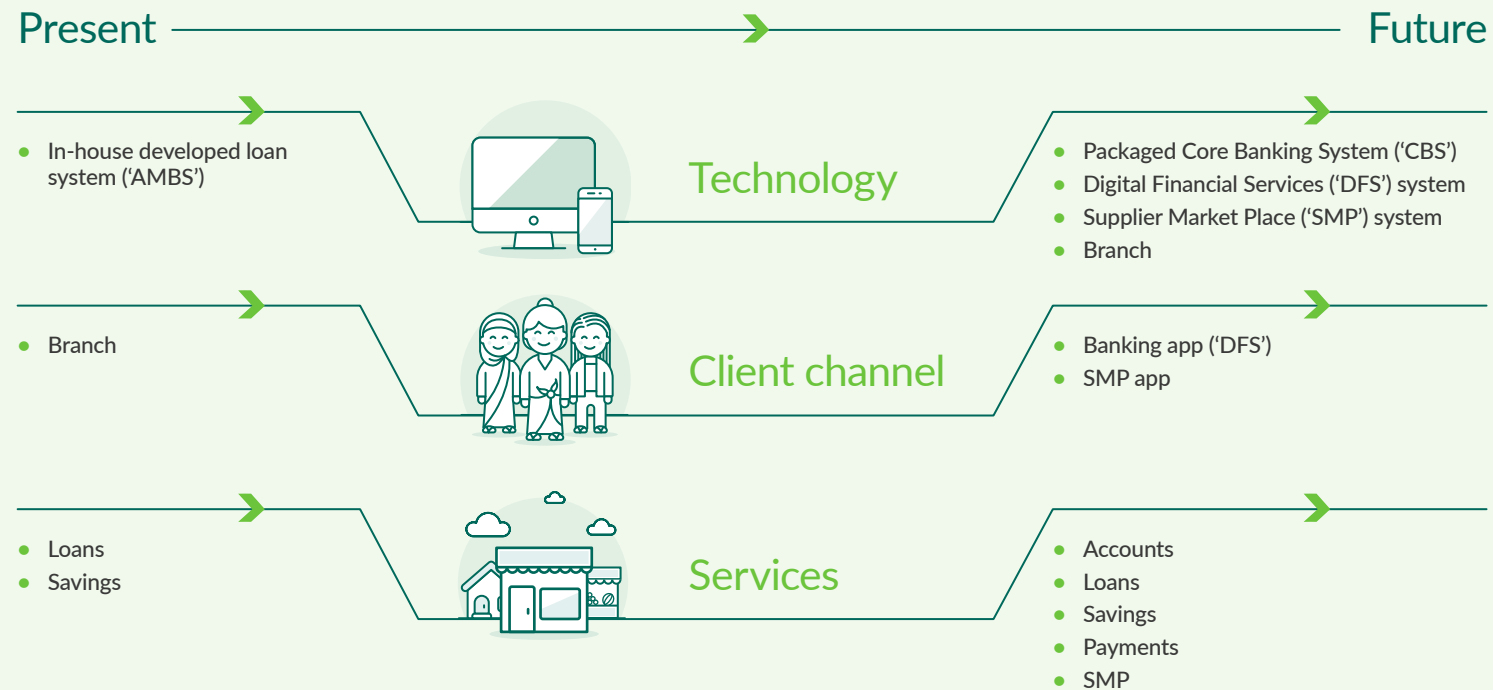 Present
Future
• In-house developed loan
system (‘AMBS’)
Technology
• Packaged Core Banking System (‘CBS’)
• Digital Financial Services (‘DFS’) system
• Supplier Market Place (‘SMP’) system
• Branch
• Branch
Client channel
• Banking app (‘DFS’)
• SMP app
• Loans
• Savings
Services
• Accounts
• Loans
• Savings
• Payments
• SMP